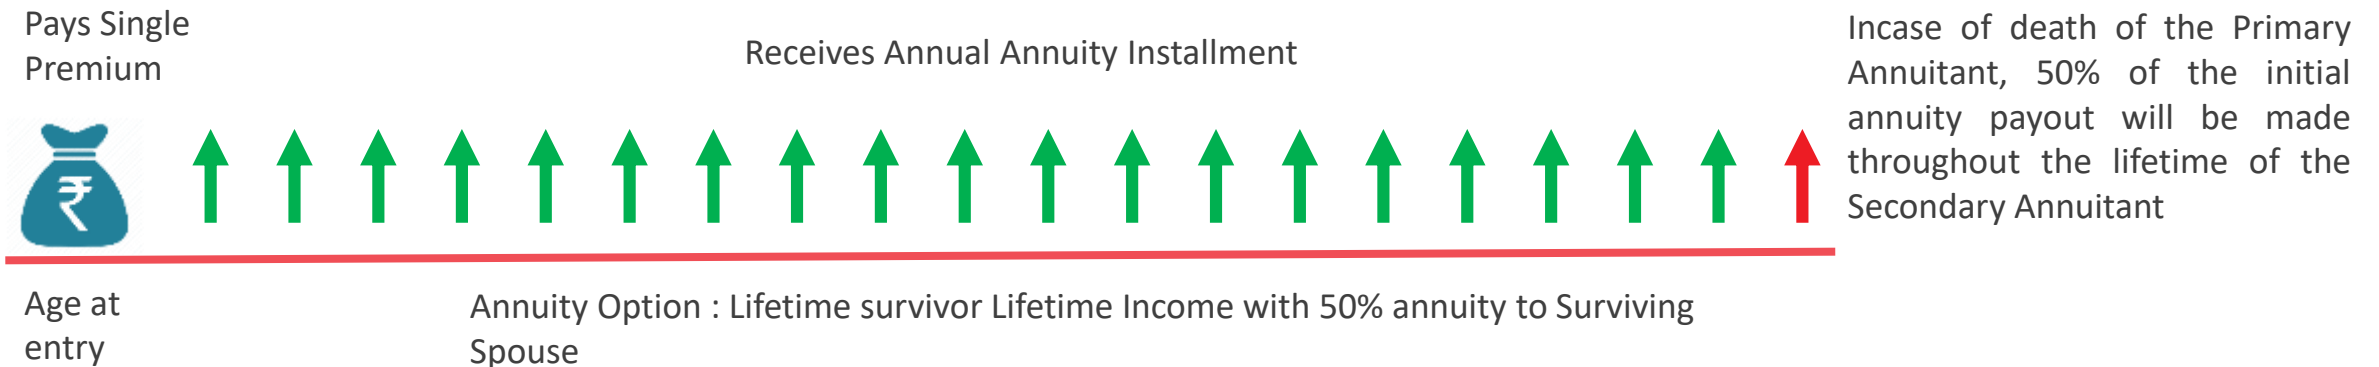 Pays Single
Premium
Receives Annual Annuity Installment
Incase of death of the Primary
Annuitant, 50% of the initial
annuity payout will be made
throughout the lifetime of the
Secondary Annuitant
₹
Age at
entry
Annuity Option : Lifetime survivor Lifetime Income with 50% annuity to Surviving
Spouse